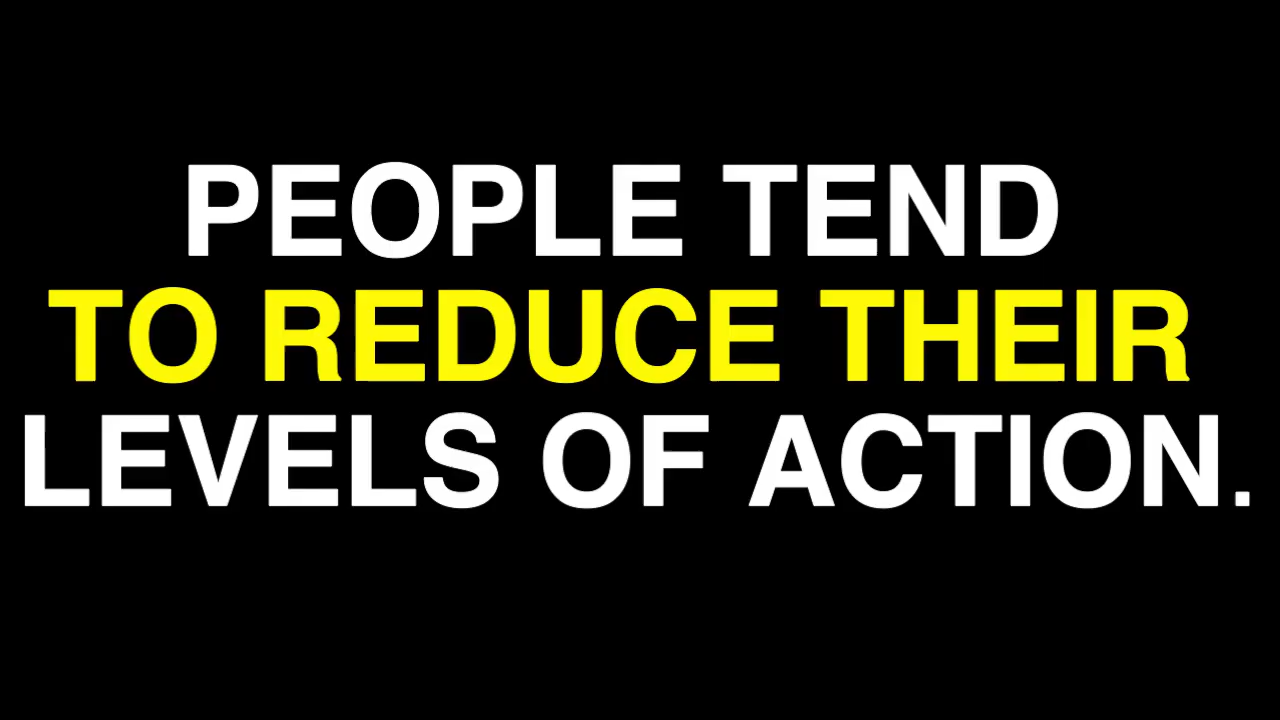 PEOPLE TEND
TO REDUCE THEIR
LEVELS OF ACTION.